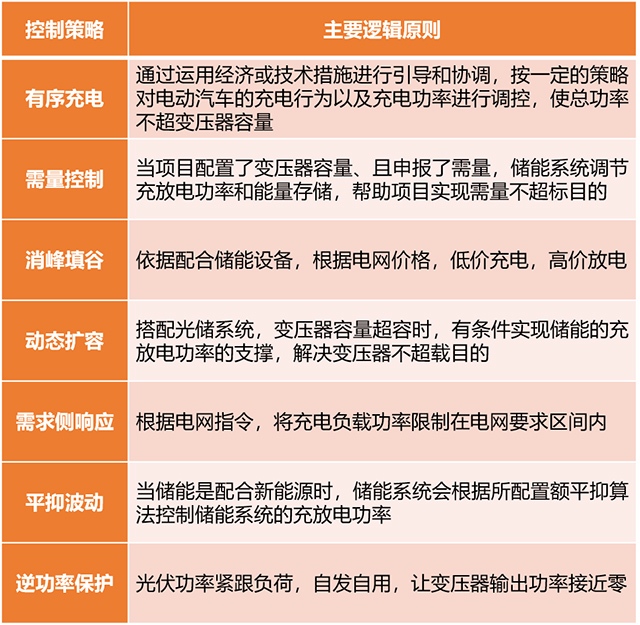 控制策略
主要逻辑原则
有序充电
通过运用经济或技术措施进行引导和协调，按一定的策略
对电动汽车的充电行为以及充电功率进行调控，使总功率
不超变压器容量
需量控制
当项目配置了变压器容量、且申报了需量，储能系统调节
充放电功率和能量存储，帮助项目实现需量不超标目的
消峰填谷
依据配合储能设备，根据电网价格，低价充电，高价放电
动态扩容
搭配光储系统，变压器容量超容时，有条件实现储能的充
放电功率的支撑，解决变压器不超载目的
需求侧响应
根据电网指令，将充电负载功率限制在电网要求区间内
平抑波动
当储能是配合新能源时，储能系统会根据所配置额平抑算
法控制储能系统的充放电功率
逆功率保护
光伏功率紧跟负荷，自发自用，让变压器输出功率接近零